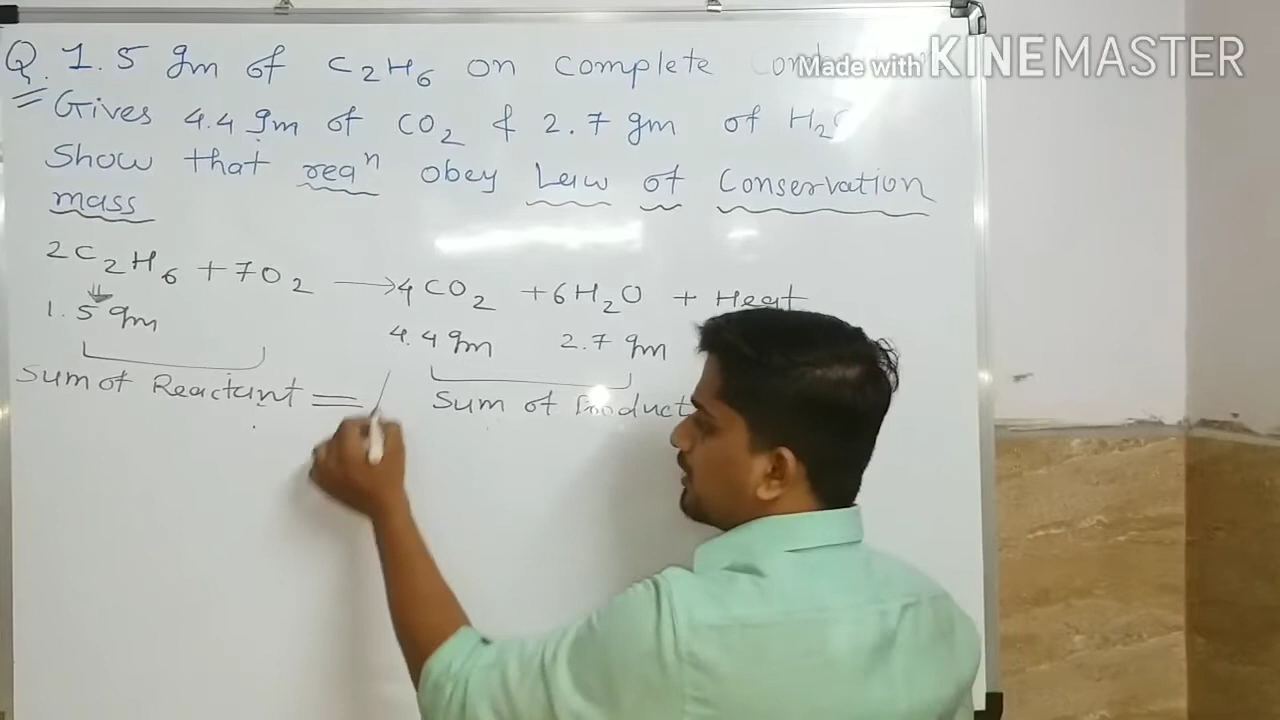 Q. 1.5 gm of C2H6 on complete
Made with KINEMASTER
Gives 4.4 gm of CO2 & 2.7 gm of H2O
Show that reaⁿ obey Law of Conservation
mass
2C2H6 + 7O2 → 4CO2 + 6H2O + Heat
1.5 gm 4.4 gm 2.7 gm
Sum of Reactant = Sum of Product